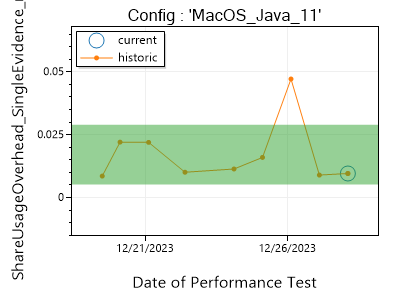 Config : 'MacOS_Java_11'
current
historic
0.05
0.025
0
12/21/2023
12/26/2023
Date of Performance Test
ShareUsageOverhead_SingleEvidence_